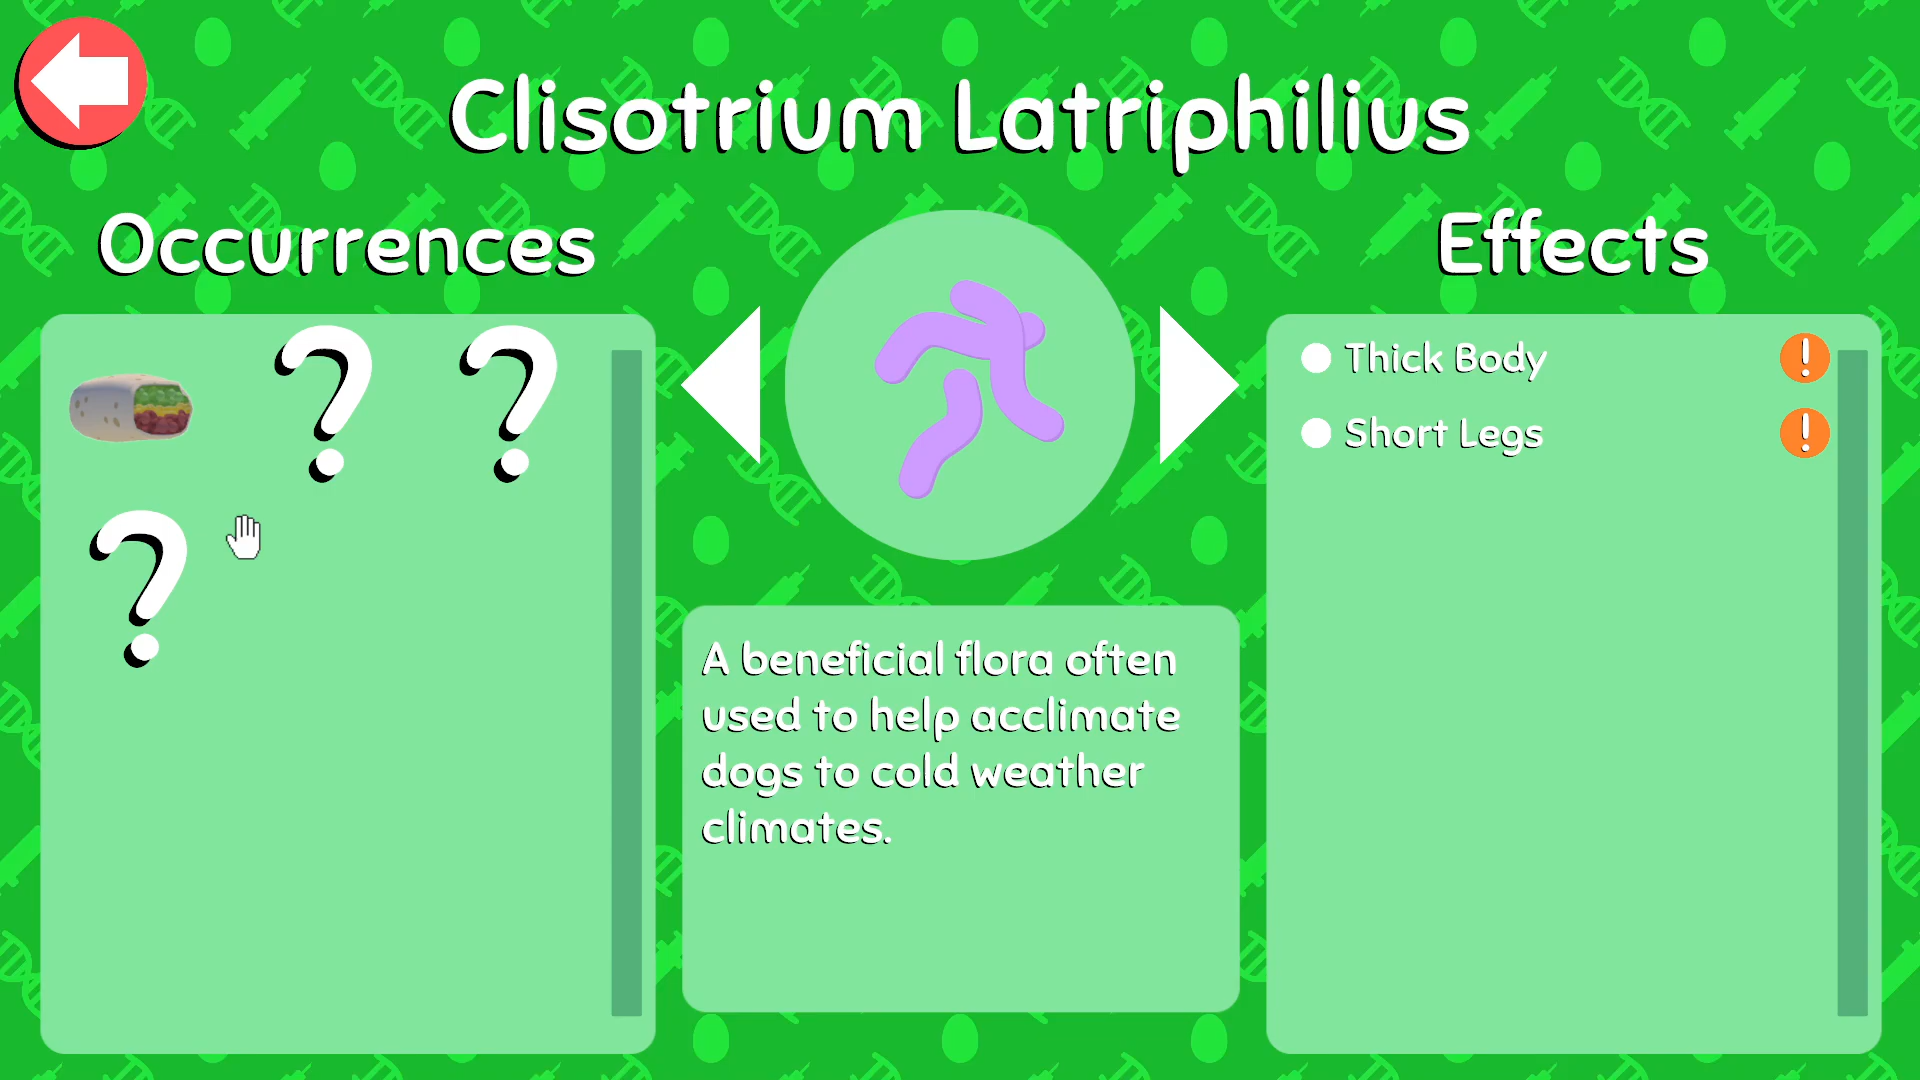 Clisotrium Latriphilius
Occurrences
Effects
?
?
?
Thick Body
!
Short Legs
!
A beneficial flora often
used to help acclimate
dogs to cold weather
climates.